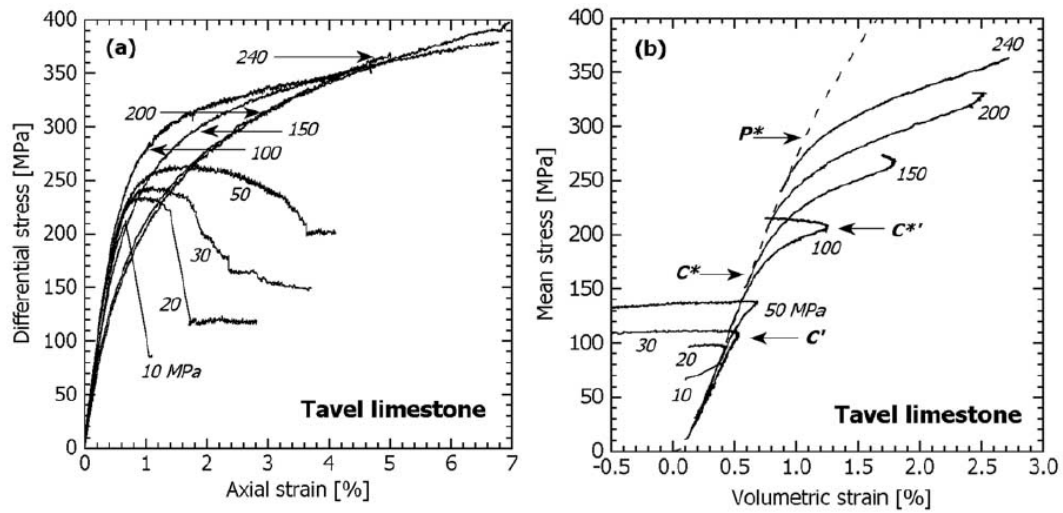 (a)
Differential stress [MPa]
400
350
300
250
200
150
100
50
0
240
200
150
100
50
30
20
10 MPa
Tavel limestone
0 1 2 3 4 5 6 7
Axial strain [%]
(b)
Mean stress [MPa]
400
350
300
250
200
150
100
50
0
240
P*
200
150
C*'
100
C*
50 MPa
C'
30
20
10
Tavel limestone
-0.5 0.0 0.5 1.0 1.5 2.0 2.5 3.0
Volumetric strain [%]